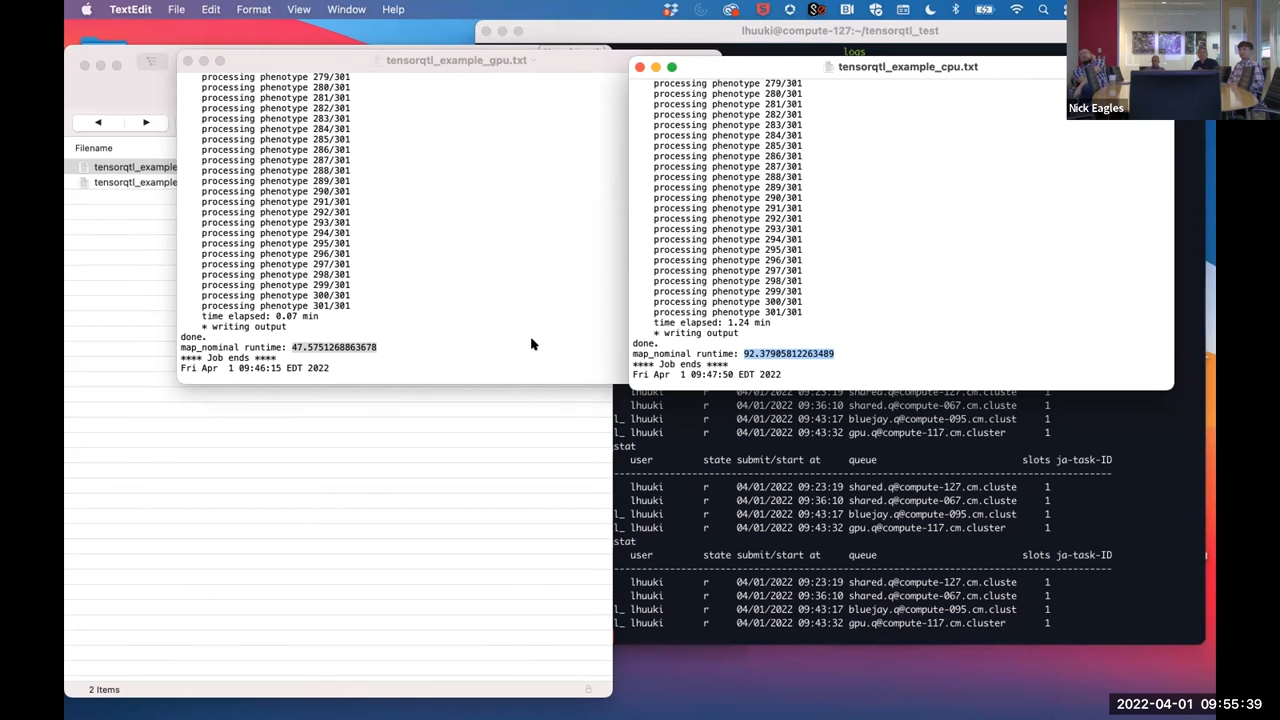 TextEdit File Edit Format View Window Help
lhuuki@compute-127:~/tensorqtl_test
logs
Nick Eagles
Filename
tensorqtl_example
tensorqtl_example
2 Items
tensorqtl_example_gpu.txt
processing phenotype 279/301
processing phenotype 280/301
processing phenotype 281/301
processing phenotype 282/301
processing phenotype 283/301
processing phenotype 284/301
processing phenotype 285/301
processing phenotype 286/301
processing phenotype 287/301
processing phenotype 288/301
processing phenotype 289/301
processing phenotype 290/301
processing phenotype 291/301
processing phenotype 292/301
processing phenotype 293/301
processing phenotype 294/301
processing phenotype 295/301
processing phenotype 296/301
processing phenotype 297/301
processing phenotype 298/301
processing phenotype 299/301
processing phenotype 300/301
processing phenotype 301/301
time elapsed: 0.07 min
* writing output
done.
map_nominal runtime: 47.5751268863678
**** Job ends ****
Fri Apr  1 09:46:15 EDT 2022
tensorqtl_example_cpu.txt
processing phenotype 279/301
processing phenotype 280/301
processing phenotype 281/301
processing phenotype 282/301
processing phenotype 283/301
processing phenotype 284/301
processing phenotype 285/301
processing phenotype 286/301
processing phenotype 287/301
processing phenotype 288/301
processing phenotype 289/301
processing phenotype 290/301
processing phenotype 291/301
processing phenotype 292/301
processing phenotype 293/301
processing phenotype 294/301
processing phenotype 295/301
processing phenotype 296/301
processing phenotype 297/301
processing phenotype 298/301
processing phenotype 299/301
processing phenotype 300/301
processing phenotype 301/301
time elapsed: 1.24 min
* writing output
done.
map_nominal runtime: 92.37905812263489
**** Job ends ****
Fri Apr  1 09:47:50 EDT 2022
lhuuki r 04/01/2022 09:23:19 shared.q@compute-127.cm.cluste 1
lhuuki r 04/01/2022 09:36:10 shared.q@compute-067.cm.cluste 1
l_ lhuuki r 04/01/2022 09:43:17 bluejay.q@compute-095.cm.clust 1
l_ lhuuki r 04/01/2022 09:43:32 gpu.q@compute-117.cm.cluster 1
stat
user state submit/start at queue slots ja-task-ID
--------------------------------------------------------------------------------
lhuuki r 04/01/2022 09:23:19 shared.q@compute-127.cm.cluste 1
lhuuki r 04/01/2022 09:36:10 shared.q@compute-067.cm.cluste 1
l_ lhuuki r 04/01/2022 09:43:17 bluejay.q@compute-095.cm.clust 1
l_ lhuuki r 04/01/2022 09:43:32 gpu.q@compute-117.cm.cluster 1
stat
user state submit/start at queue slots ja-task-ID
--------------------------------------------------------------------------------
lhuuki r 04/01/2022 09:23:19 shared.q@compute-127.cm.cluste 1
lhuuki r 04/01/2022 09:36:10 shared.q@compute-067.cm.cluste 1
l_ lhuuki r 04/01/2022 09:43:17 bluejay.q@compute-095.cm.clust 1
l_ lhuuki r 04/01/2022 09:43:32 gpu.q@compute-117.cm.cluster 1
2022-04-01 09:55:39